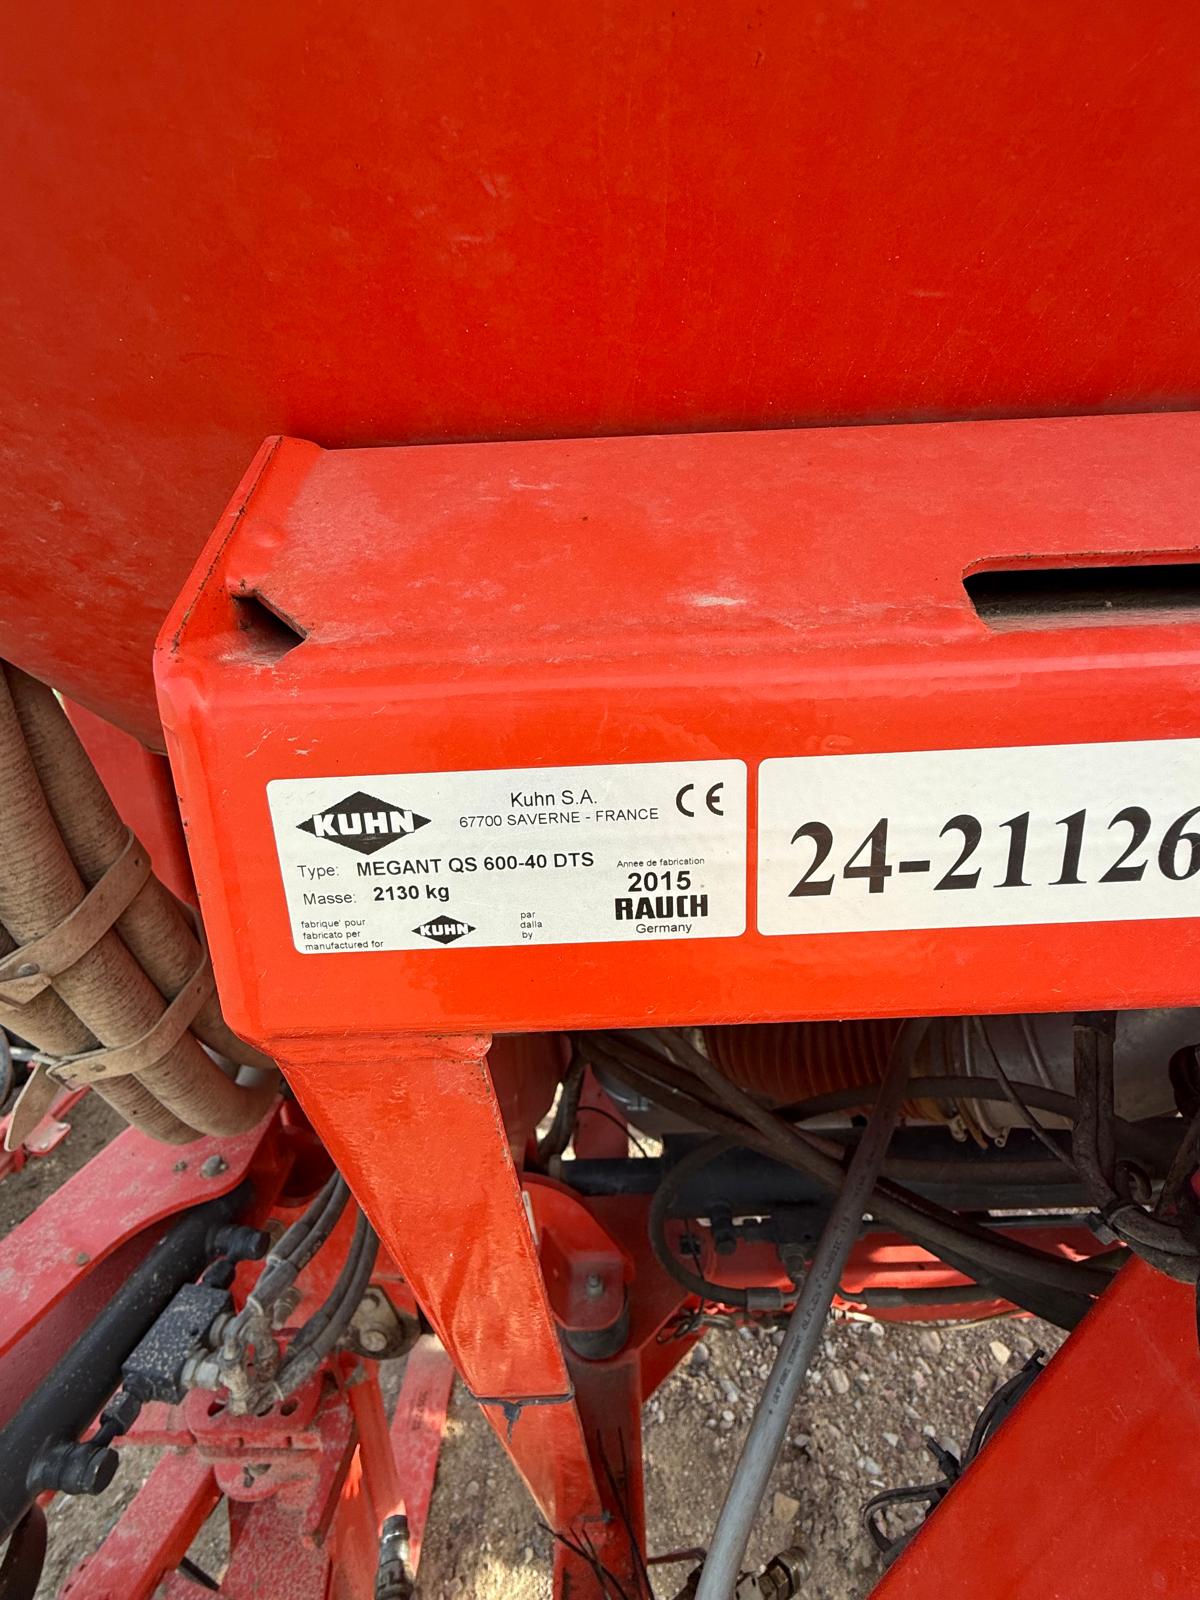 KUHN
Kuhn S.A.
67700 SAVERNE - FRANCE
CE
Type: MEGANT QS 600-40 DTS
Masse: 2130 kg
Annee de fabrication
2015
RAUCH
Germany
fabrique' pour
fabricato per
manufactured for
KUHN
par
dalla
by
24-21126